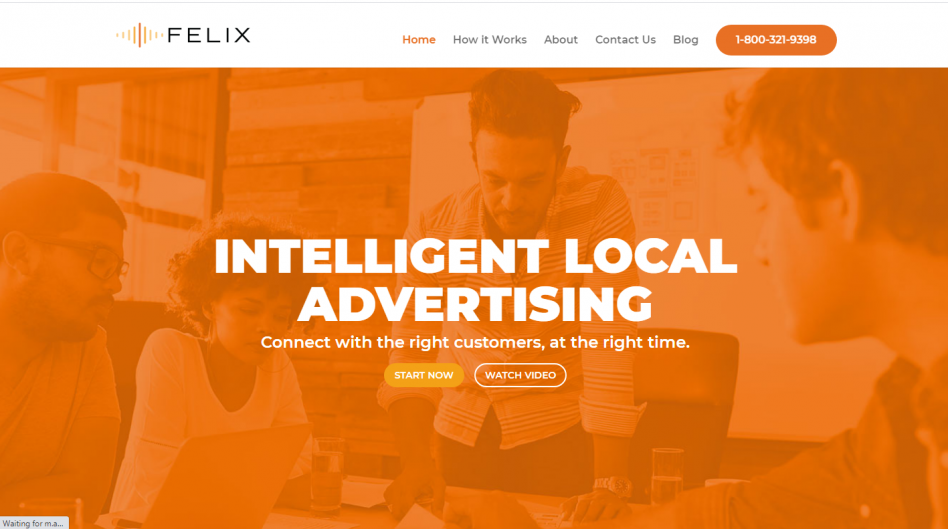 FELIX
Home How it Works About Contact Us Blog 1-800-321-9398
INTELLIGENT LOCAL
ADVERTISING
Connect with the right customers, at the right time.
START NOW WATCH VIDEO
Waiting for m.a...